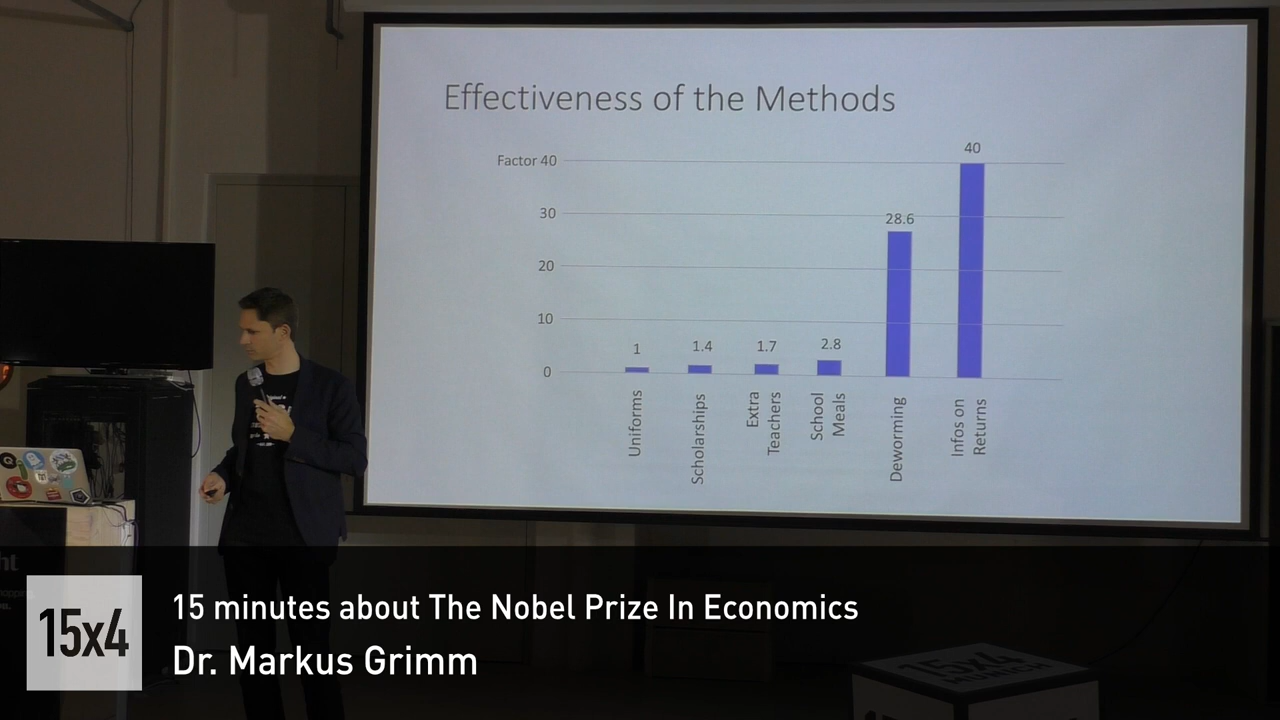 Effectiveness of the Methods
Factor 40
30
20
10
0
1
1.4
1.7
2.8
28.6
40
Uniforms
Scholarships
Extra
Teachers
School
Meals
Deworming
Infos on
Returns
15x4
15 minutes about The Nobel Prize In Economics
Dr. Markus Grimm
15x4
MUNICH